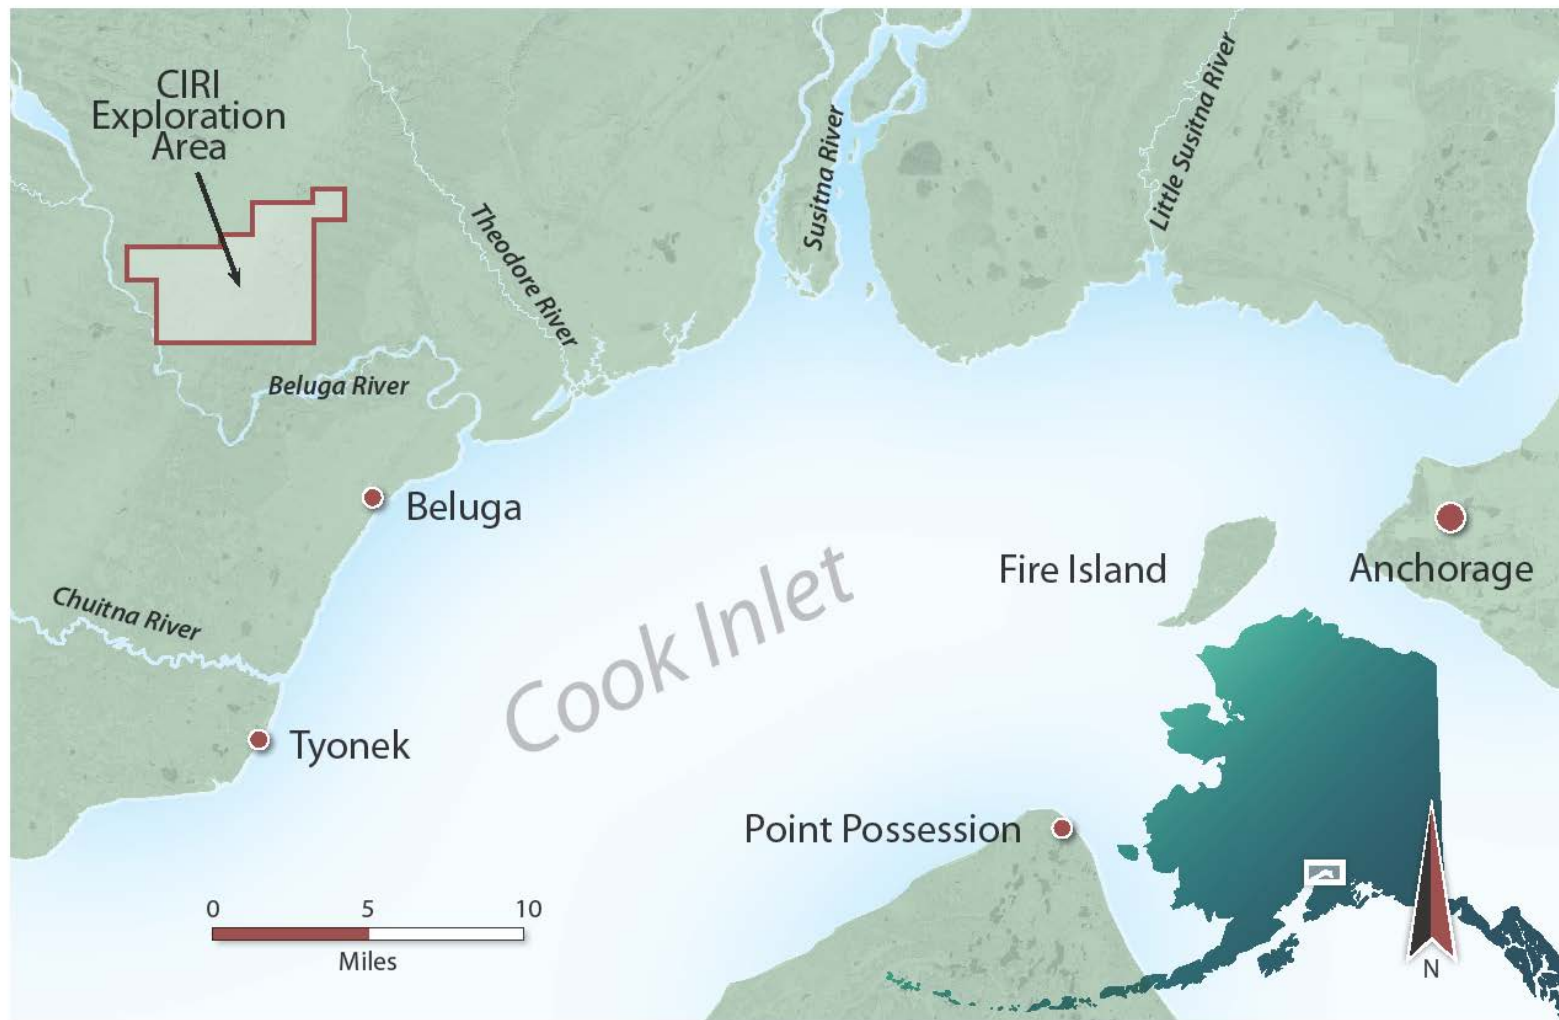 CIRI
Exploration
Area
Theodore River
Susitna River
Little Susitna River
Beluga River
Beluga
Fire Island
Anchorage
Chuitna River
Cook Inlet
Tyonek
Point Possession
0 5 10
Miles
N